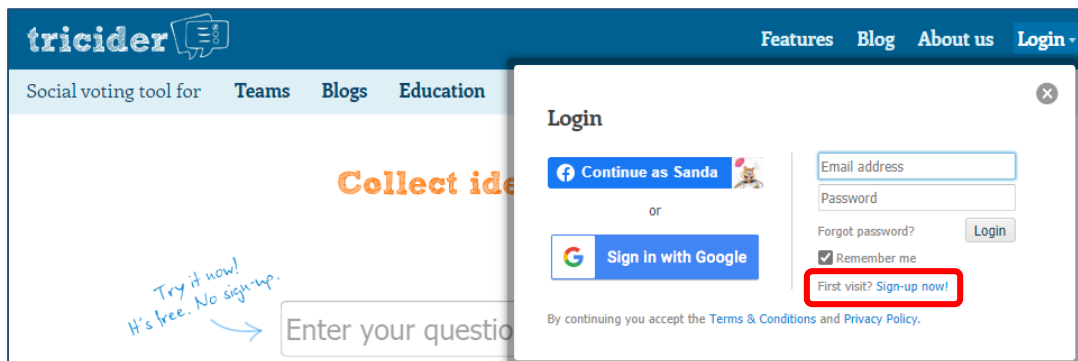 tricider
Features Blog About us Login
Social voting tool for Teams Blogs Education
Login
Continue as Sanda
or
Sign in with Google
Email address
Password
Forgot password? Login
Remember me
First visit? Sign-up now!
By continuing you accept the Terms & Conditions and Privacy Policy.
Collect ide
Try it now!
It's free. No sign-up.
Enter your questio